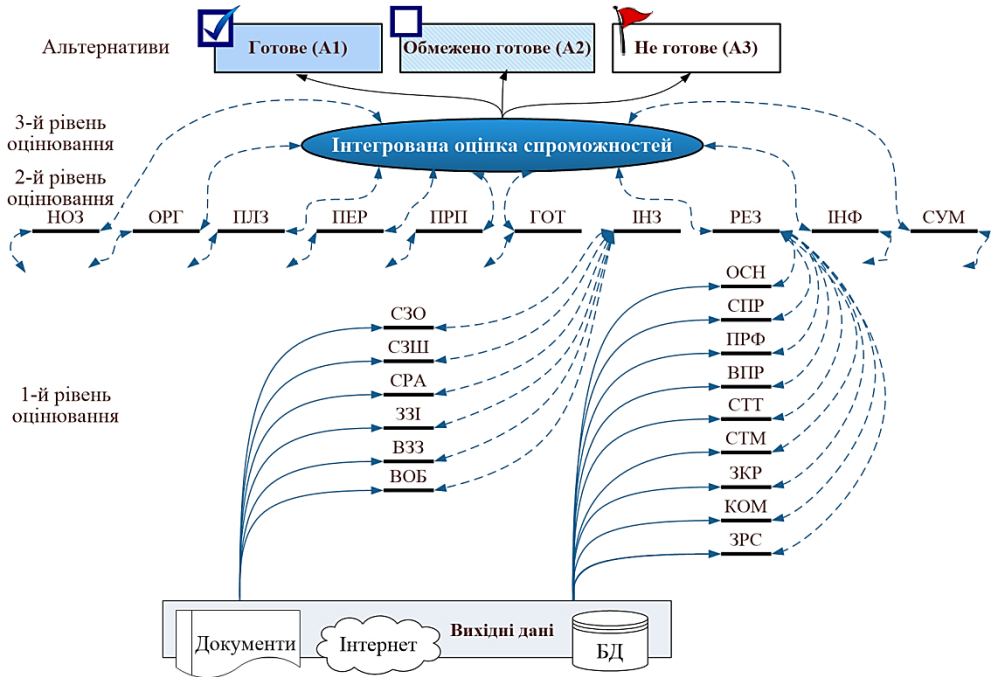 Альтернативи
Готове (А1)
Обмежено готове (А2)
Не готове (А3)
3-й рівень
оцінювання
Інтегрована оцінка спроможностей
2-й рівень
оцінювання
НОЗ
ОРГ
ПЛЗ
ПЕР
ПРП
ГОТ
ІНЗ
РЕЗ
ІНФ
СУМ
1-й рівень
оцінювання
СЗО
СЗШ
СРА
ЗЗІ
ВЗЗ
ВОБ
ОСН
СПР
ПРФ
ВПР
СТТ
СТМ
ЗКР
КОМ
ЗРС
Документи
Інтернет
Вихідні дані
БД